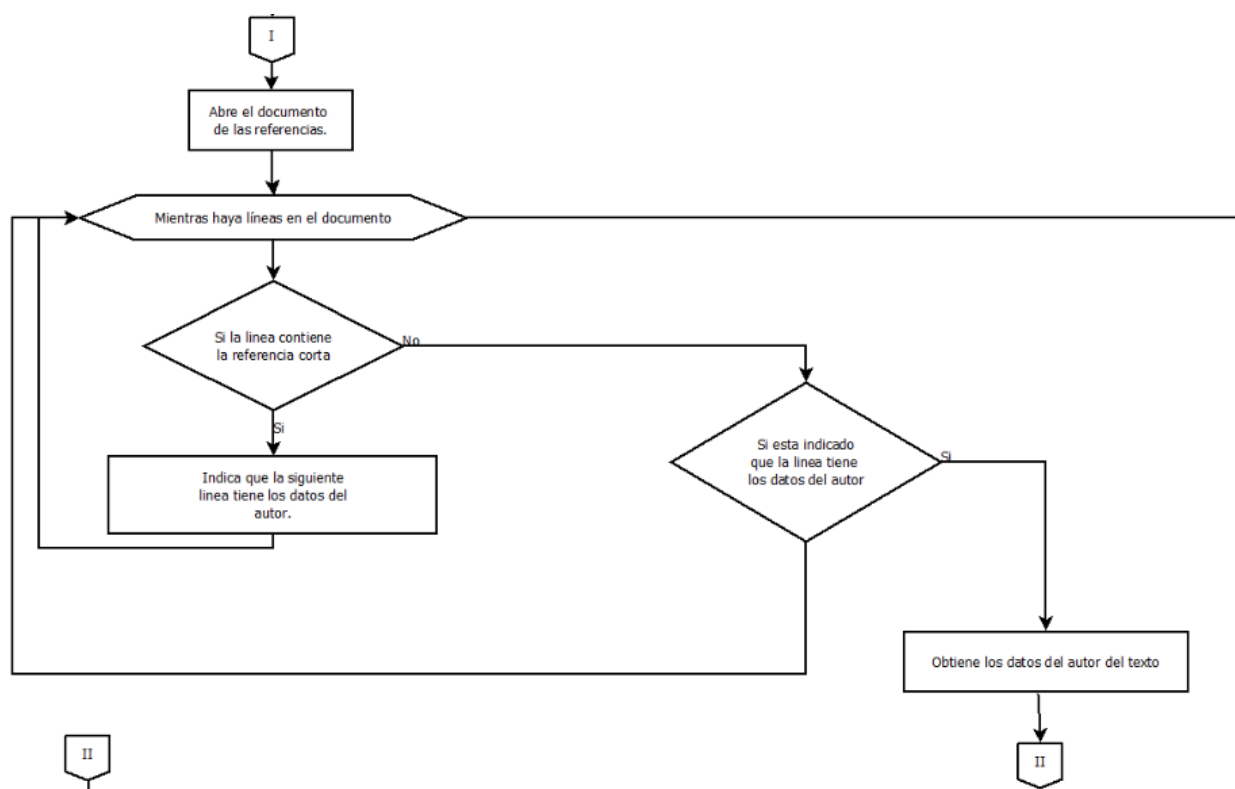 I
Abre el documento
de las referencias.
Mientras haya líneas en el documento
Si la linea contiene
la referencia corta
No
Si
Indica que la siguiente
linea tiene los datos del
autor.
Si esta indicado
que la linea tiene
los datos del autor
Si
Obtiene los datos del autor del texto
II
II